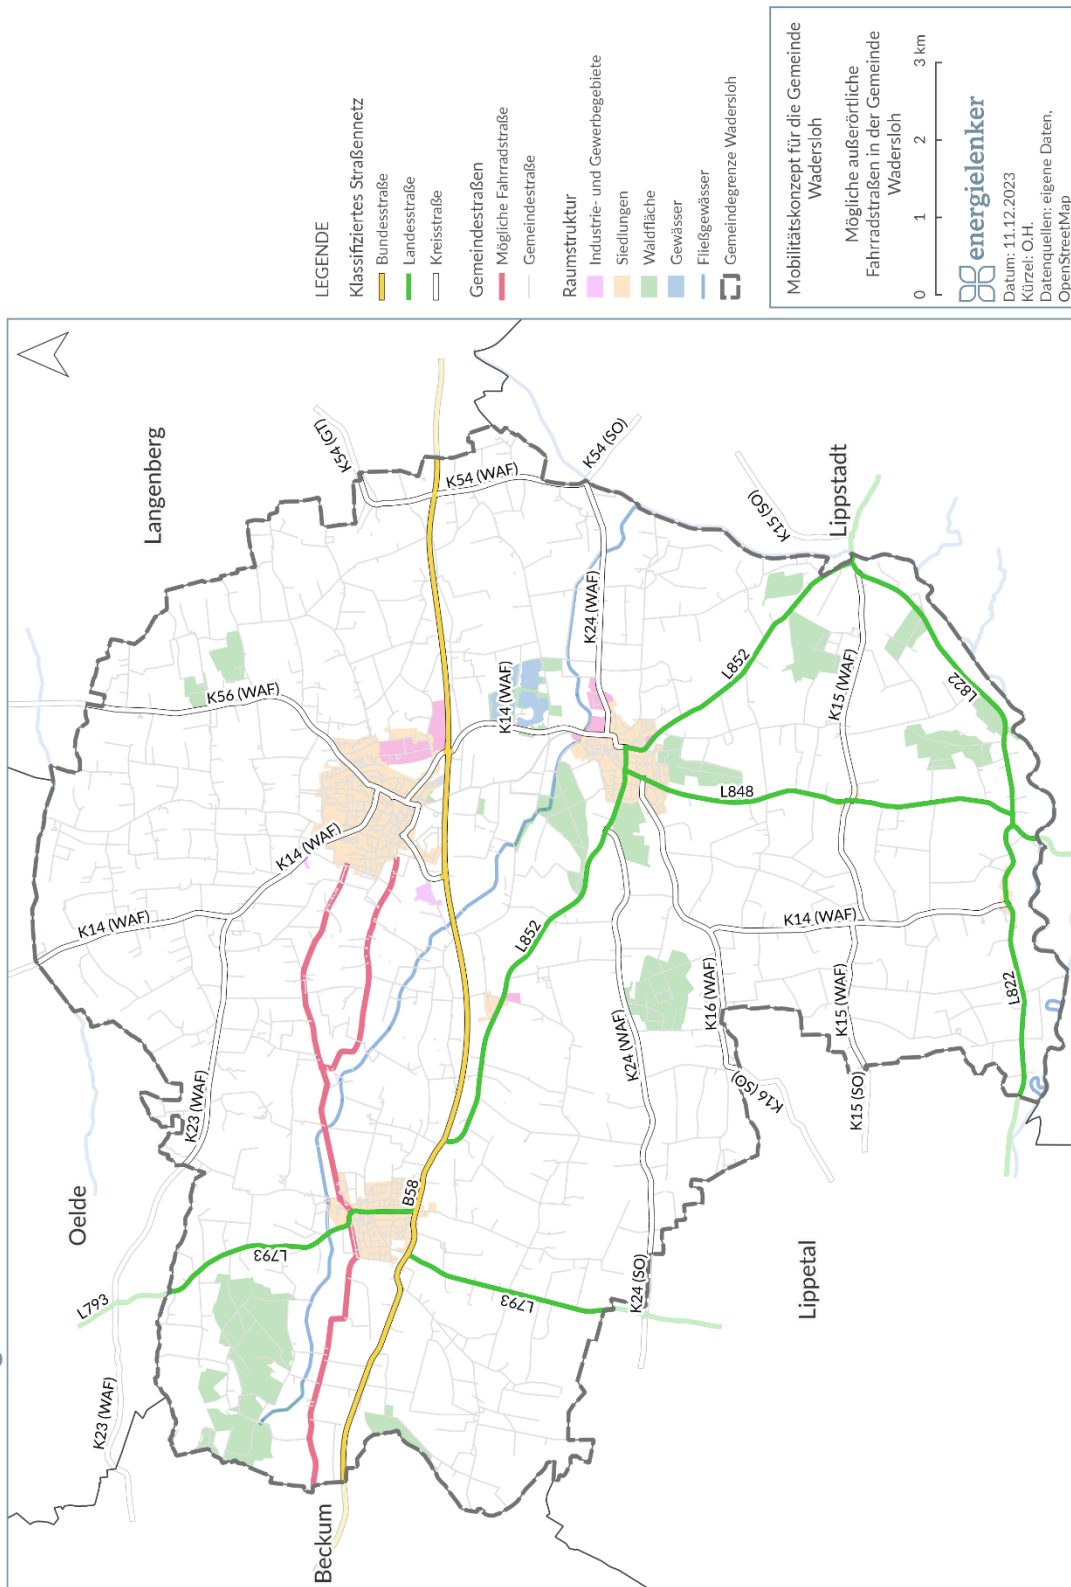 Oelde
Langenberg
Beckum
Lippetal
Lippstadt
K23 (WAF)
L793
K23 (WAF)
L793
K14 (WAF)
K14 (WAF)
K56 (WAF)
K54 (GT)
K54 (WAF)
K54 (SO)
B58
L793
L852
K14 (WAF)
K24 (WAF)
K24 (SO)
K24 (WAF)
K16 (WAF)
K16 (SO)
L848
L852
K15 (SO)
K14 (WAF)
K15 (WAF)
K15 (WAF)
K15 (SO)
L822
L822
LEGENDE
Klassifiziertes Straßennetz
Bundesstraße
Landesstraße
Kreisstraße
Gemeindestraßen
Mögliche Fahrradstraße
Gemeindestraße
Raumstruktur
Industrie- und Gewerbegebiete
Siedlungen
Waldfläche
Gewässer
Fließgewässer
Gemeindegrenze Wadersloh
Mobilitätskonzept für die Gemeinde
Wadersloh
Mögliche außerörtliche
Fahrradstraßen in der Gemeinde
Wadersloh
0 1 2 3 km
energielenker
Datum: 11.12.2023
Kürzel: O.H.
Datenquellen: eigene Daten,
OpenStreetMap